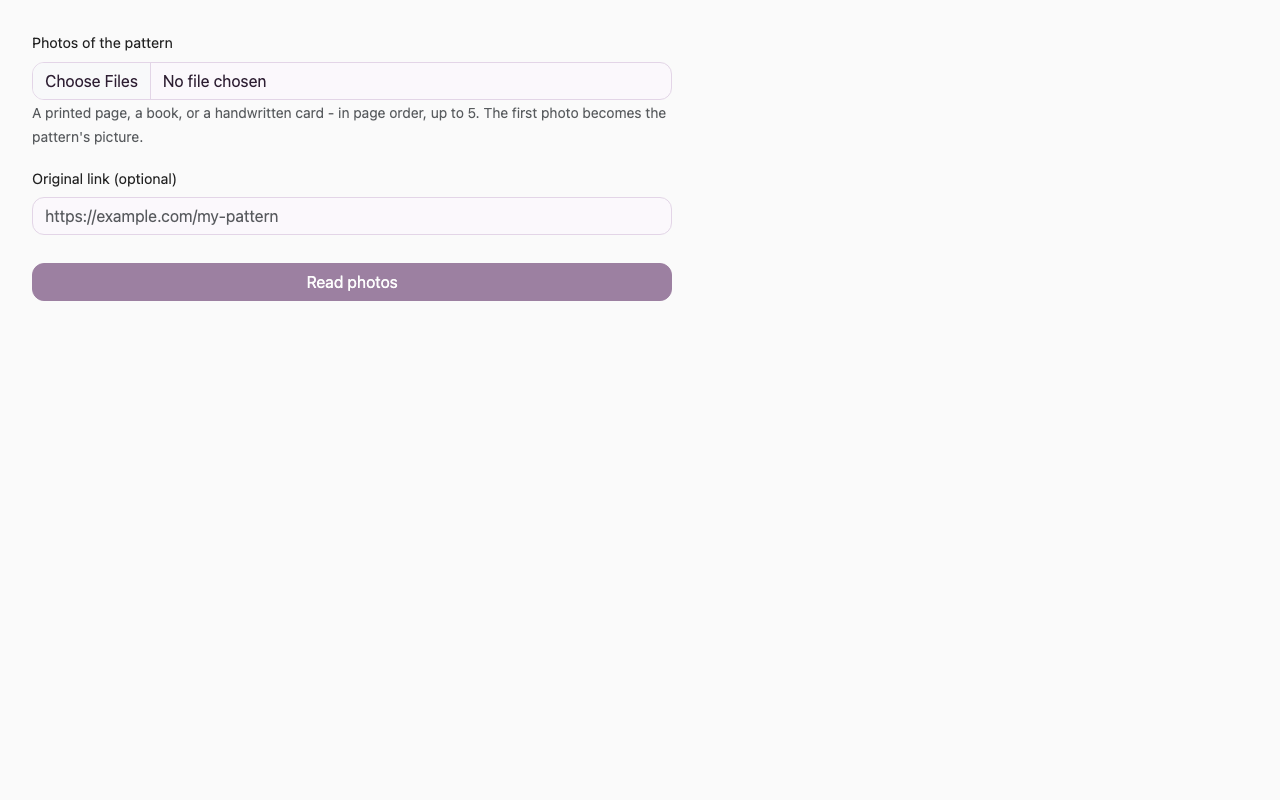 Photos of the pattern
Choose Files No file chosen
A printed page, a book, or a handwritten card - in page order, up to 5. The first photo becomes the
pattern's picture.
Original link (optional)
https://example.com/my-pattern
Read photos